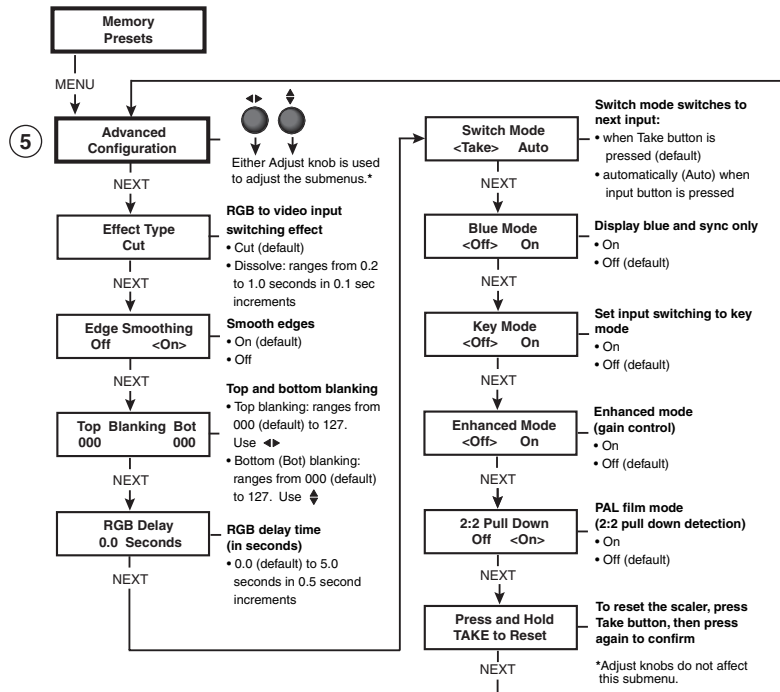 Memory
Presets
MENU
5
Advanced
Configuration
Either Adjust knob is used
to adjust the submenus.*
NEXT
Effect Type
Cut
RGB to video input
switching effect
• Cut (default)
• Dissolve: ranges from 0.2
to 1.0 seconds in 0.1 sec
increments
NEXT
Edge Smoothing
Off <On>
Smooth edges
• On (default)
• Off
NEXT
Top Blanking Bot
000 000
Top and bottom blanking
• Top blanking: ranges from
000 (default) to 127.
Use
• Bottom (Bot) blanking:
ranges from 000 (default)
to 127. Use
NEXT
RGB Delay
0.0 Seconds
RGB delay time
(in seconds)
• 0.0 (default) to 5.0
seconds in 0.5 second
increments
NEXT
Switch Mode
<Take> Auto
Switch mode switches to
next input:
• when Take button is
pressed (default)
• automatically (Auto) when
input button is pressed
NEXT
Blue Mode
<Off> On
Display blue and sync only
• On
• Off (default)
NEXT
Key Mode
<Off> On
Set input switching to key
mode
• On
• Off (default)
NEXT
Enhanced Mode
<Off> On
Enhanced mode
(gain control)
• On
• Off (default)
NEXT
2:2 Pull Down
Off <On>
PAL film mode
(2:2 pull down detection)
• On
• Off (default)
NEXT
Press and Hold
TAKE to Reset
To reset the scaler, press
Take button, then press
again to confirm
*Adjust knobs do not affect
this submenu.
NEXT